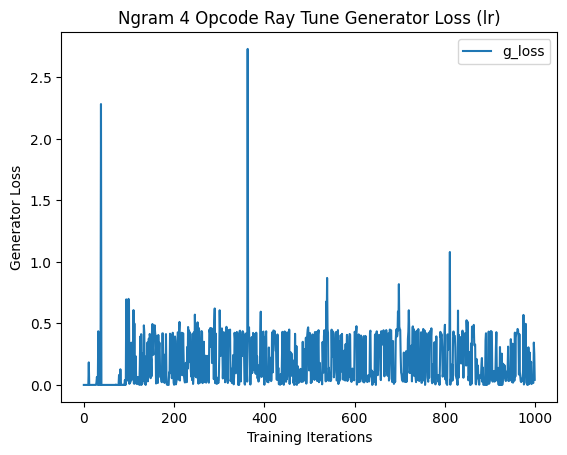 Ngram 4 Opcode Ray Tune Generator Loss (lr)
g_loss
Generator Loss
2.5
2.0
1.5
1.0
0.5
0.0
0 200 400 600 800 1000
Training Iterations